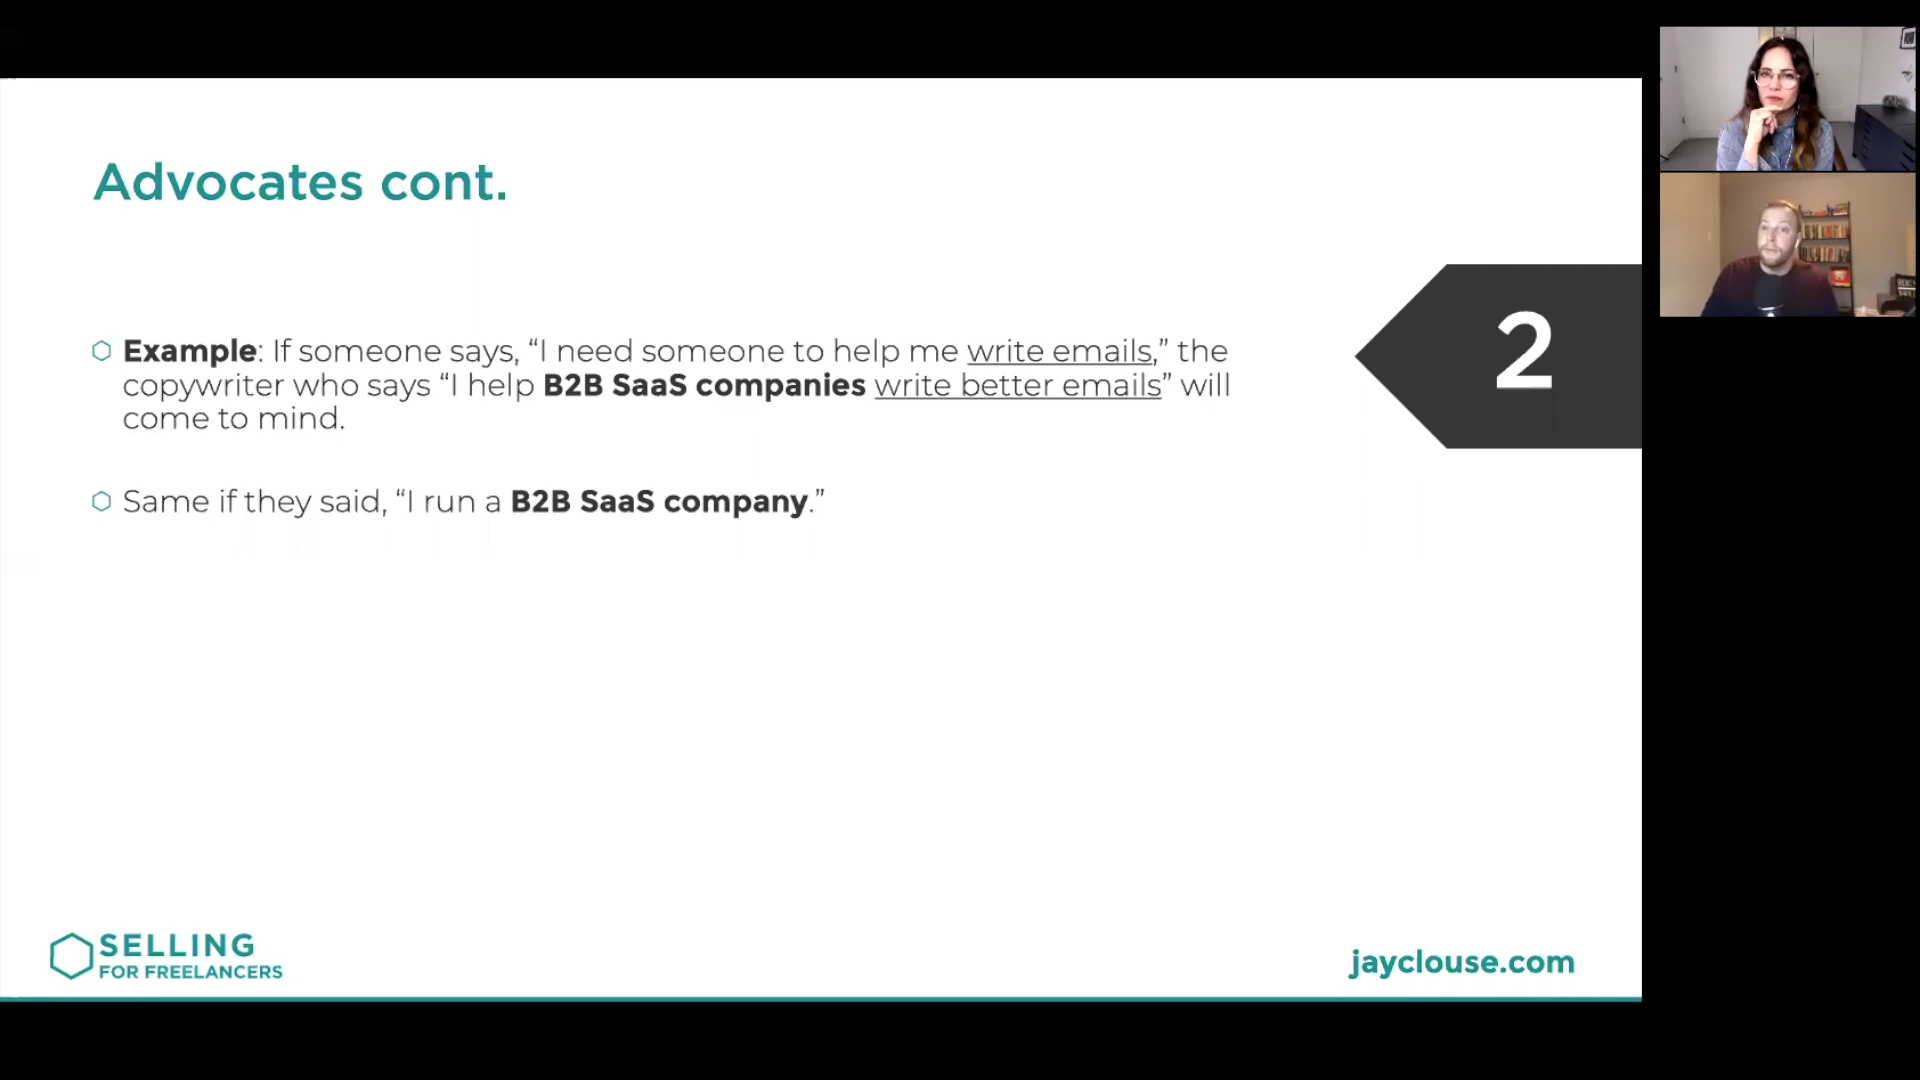 Advocates cont.
Example: If someone says, “I need someone to help me write emails,” the
copywriter who says “I help B2B SaaS companies write better emails” will
come to mind.
Same if they said, “I run a B2B SaaS company.”
2
SELLING
FOR FREELANCERS
jayclouse.com